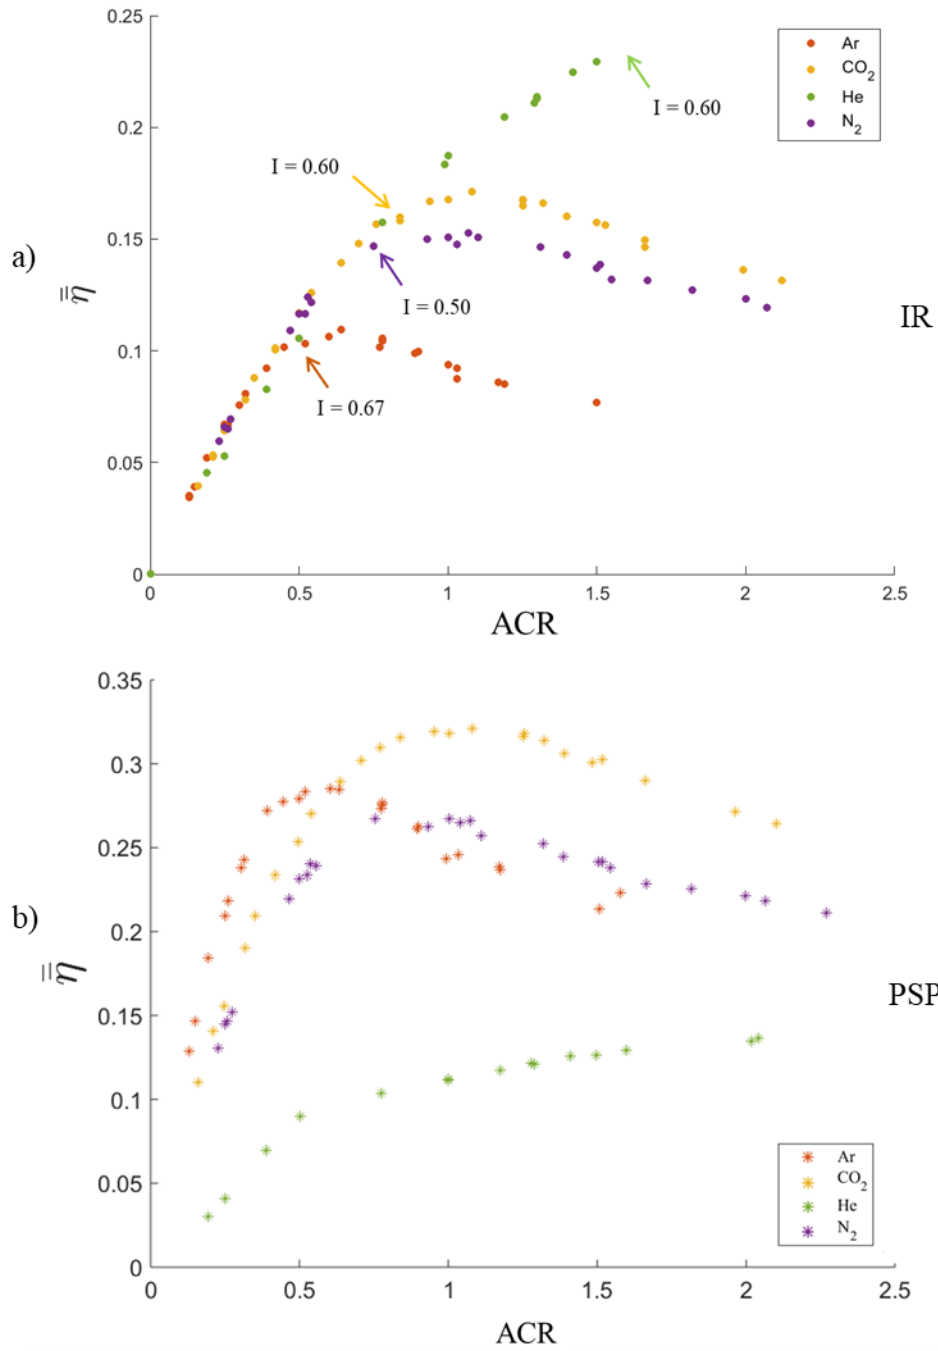 a)
0.25
0.2
0.15
0.1
0.05
0
η̿
0
0.5
1
1.5
2
2.5
ACR
Ar
CO₂
He
N₂
I = 0.60
I = 0.60
I = 0.50
I = 0.67
IR
b)
0.35
0.3
0.25
0.2
0.15
0.1
0.05
0
η̿
0
0.5
1
1.5
2
2.5
ACR
Ar
CO₂
He
N₂
PSP